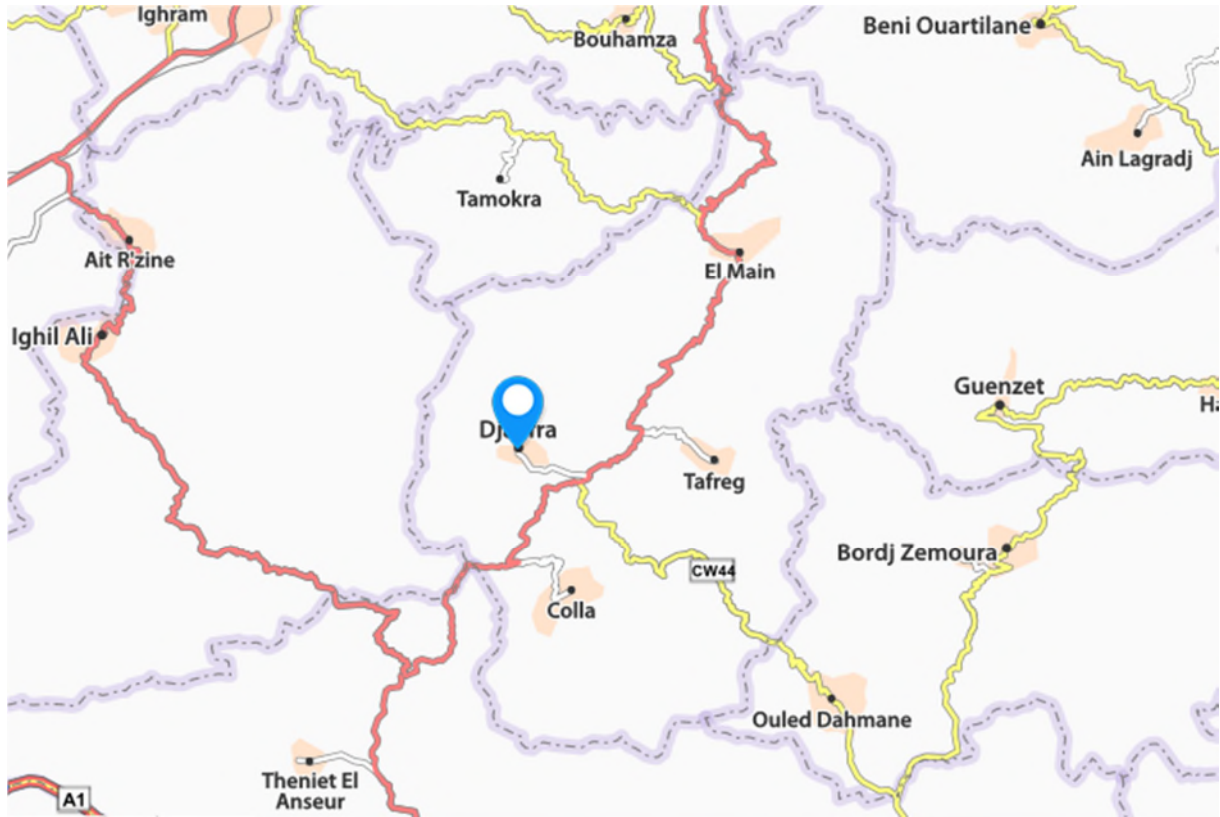 Ighram
Bouhamza
Beni Ouartilane
Ain Lagradj
Tamokra
Ait R'zine
El Main
Ighil Ali
Guenzet
Tafreg
Bordj Zemoura
CW44
Colla
Ouled Dahmane
Theniet El
Anseur
A1